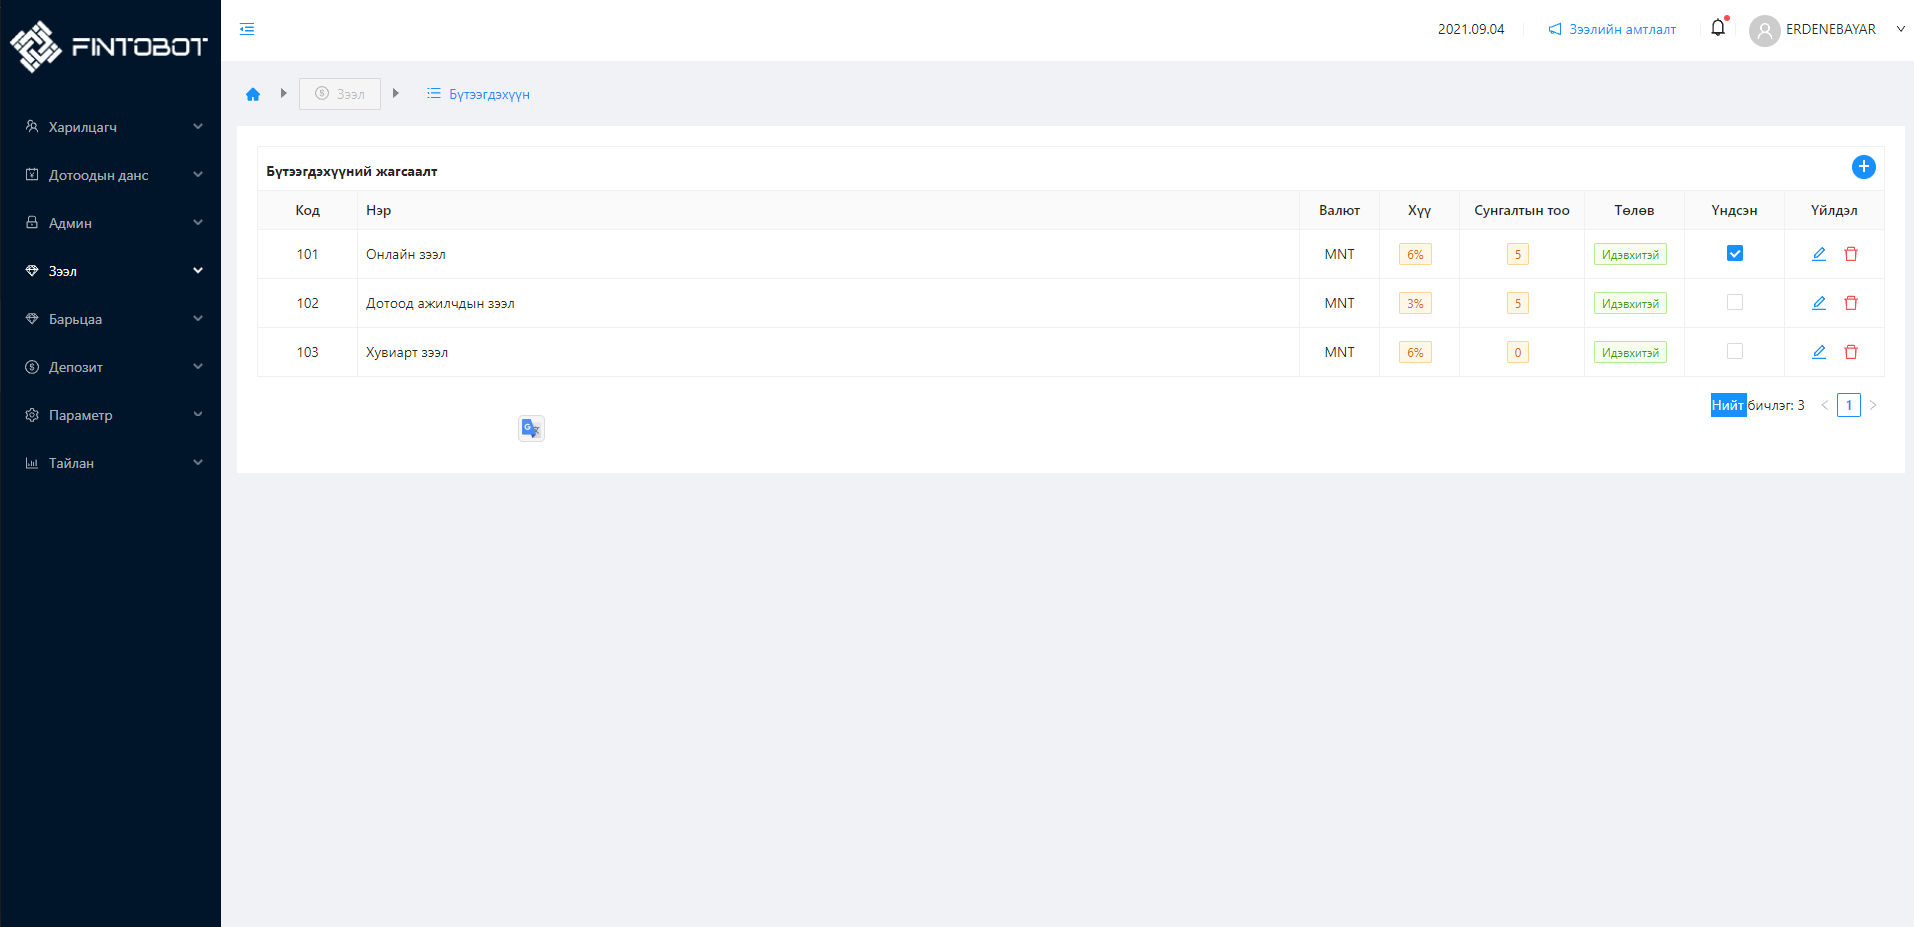 FINTOBOT
2021.09.04 Зээлийн амтлалт ERDENEBAYAR
Зээл Бүтээгдэхүүн
Харилцагч
Дотоодын данс
Админ
Зээл
Барьцаа
Депозит
Параметр
Тайлан
Бүтээгдэхүүний жагсаалт
Код Нэр Валют Хүү Сунгалтын тоо Төлөв Үндсэн Үйлдэл
101 Онлайн зээл MNT 6% 5 Идэвхитэй
102 Дотоод ажилчдын зээл MNT 3% 5 Идэвхитэй
103 Хувиарт зээл MNT 6% 0 Идэвхитэй
Нийт бичлэг: 3 < 1 >